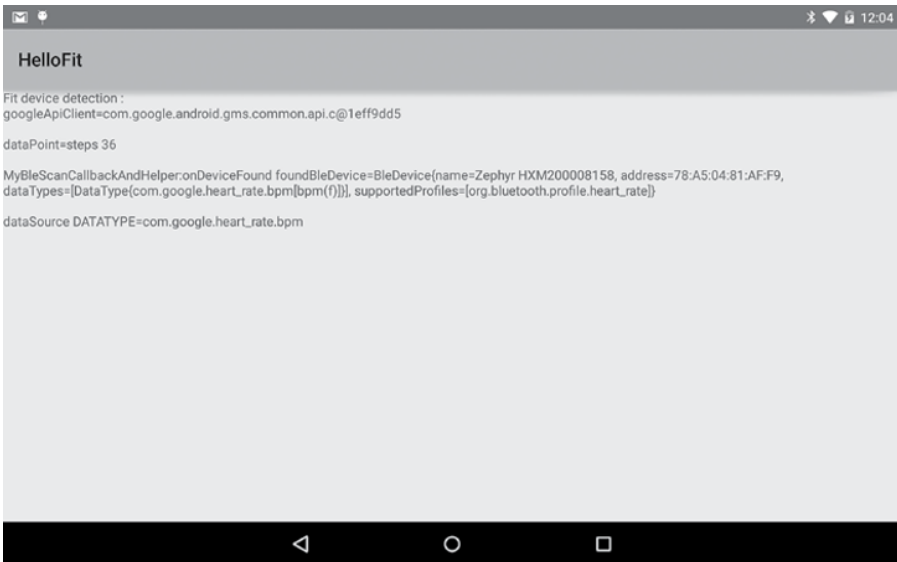 12:04
HelloFit
Fit device detection :
googleApiClient=com.google.android.gms.common.api.c@1eff9dd5
dataPoint=steps 36
MyBleScanCallbackAndHelper:onDeviceFound foundBleDevice=BleDevice{name=Zephyr HXM200008158, address=78:A5:04:81:AF:F9,
dataTypes=[DataType{com.google.heart_rate.bpm[bpm(f)]}], supportedProfiles=[org.bluetooth.profile.heart_rate]}
dataSource DATATYPE=com.google.heart_rate.bpm